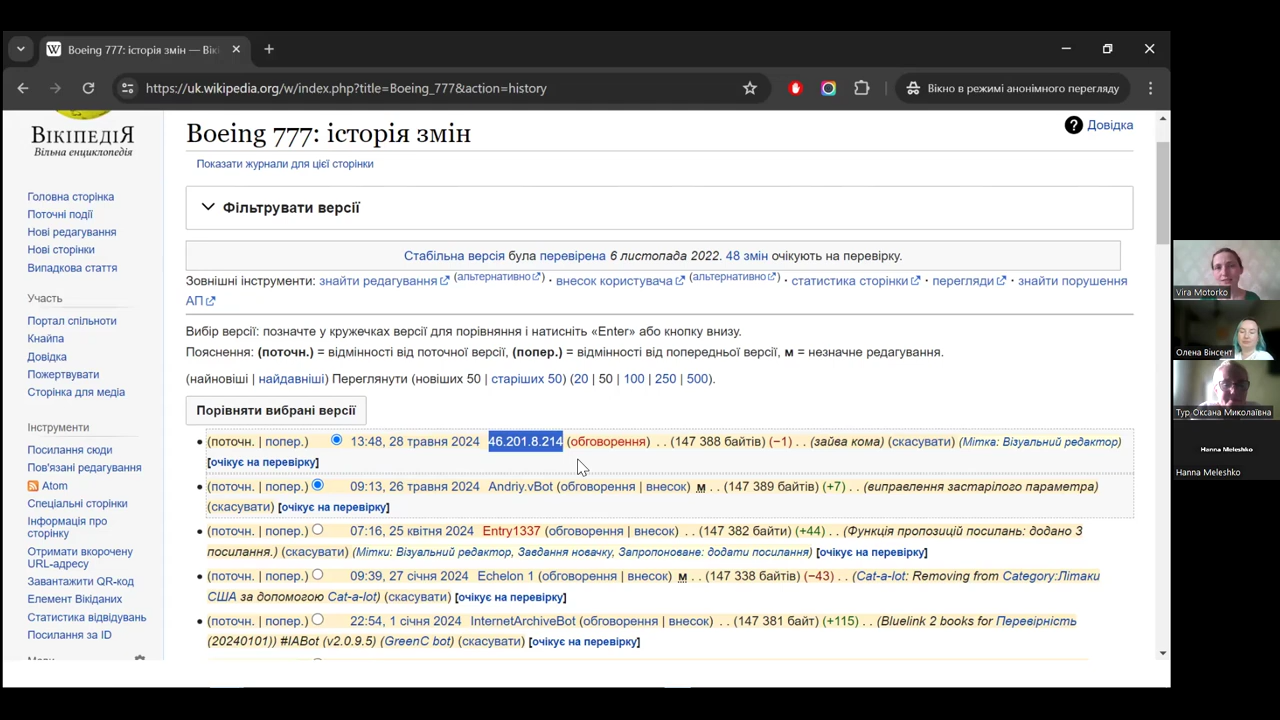 Boeing 777: історія змін — Вікі
https://uk.wikipedia.org/w/index.php?title=Boeing_777&action=history
Вікно в режимі анонімного перегляду
ВІКІПЕДІЯ
Вільна енциклопедія
Головна сторінка
Поточні події
Нові редагування
Нові сторінки
Випадкова стаття
Участь
Портал спільноти
Кнайпа
Довідка
Пожертвувати
Сторінка для медіа
Інструменти
Посилання сюди
Пов'язані редагування
Atom
Спеціальні сторінки
Інформація про
сторінку
Отримати вкорочену
URL-адресу
Завантажити QR-код
Елемент Вікіданих
Статистика відвідувань
Посилання за ID
Boeing 777: історія змін
Довідка
Показати журнали для цієї сторінки
Фільтрувати версії
Стабільна версія була перевірена 6 листопада 2022. 48 змін очікують на перевірку.
Зовнішні інструменти: знайти редагування (альтернативно) · внесок користувача (альтернативно) · статистика сторінки · перегляди · знайти порушення
АП
Вибір версії: позначте у кружечках версії для порівняння і натисніть «Enter» або кнопку внизу.
Пояснення: (поточн.) = відмінності від поточної версії, (попер.) = відмінності від попередньої версії, м = незначне редагування.
(найновіші | найдавніші) Переглянути (новіших 50 | старіших 50) (20 | 50 | 100 | 250 | 500).
Порівняти вибрані версії
(поточн. | попер.) 13:48, 28 травня 2024 46.201.8.214 (обговорення) . . (147 388 байтів) (−1) . . (зайва кома) (скасувати) (Мітка: Візуальний редактор)
[очікує на перевірку]
(поточн. | попер.) 09:13, 26 травня 2024 Andriy.vBot (обговорення | внесок) м . . (147 389 байтів) (+7) . . (виправлення застарілого параметра)
(скасувати) [очікує на перевірку]
(поточн. | попер.) 07:16, 25 квітня 2024 Entry1337 (обговорення | внесок) . . (147 382 байти) (+44) . . (Функція пропозицій посилань: додано 3
посилання.) (скасувати) (Мітки: Візуальний редактор, Завдання новачку, Запропоноване: додати посилання) [очікує на перевірку]
(поточн. | попер.) 09:39, 27 січня 2024 Echelon 1 (обговорення | внесок) м . . (147 338 байтів) (−43) . . (Cat-a-lot: Removing from Category:Літаки
США за допомогою Cat-a-lot) (скасувати) [очікує на перевірку]
(поточн. | попер.) 22:54, 1 січня 2024 InternetArchiveBot (обговорення | внесок) . . (147 381 байт) (+115) . . (Bluelink 2 books for Перевірність
(20240101)) #IABot (v2.0.9.5) (GreenC bot) (скасувати) [очікує на перевірку]
Vira Motorko
Олена Вінсент
Тур Оксана Миколаївна
Hanna Meleshko
Hanna Meleshko